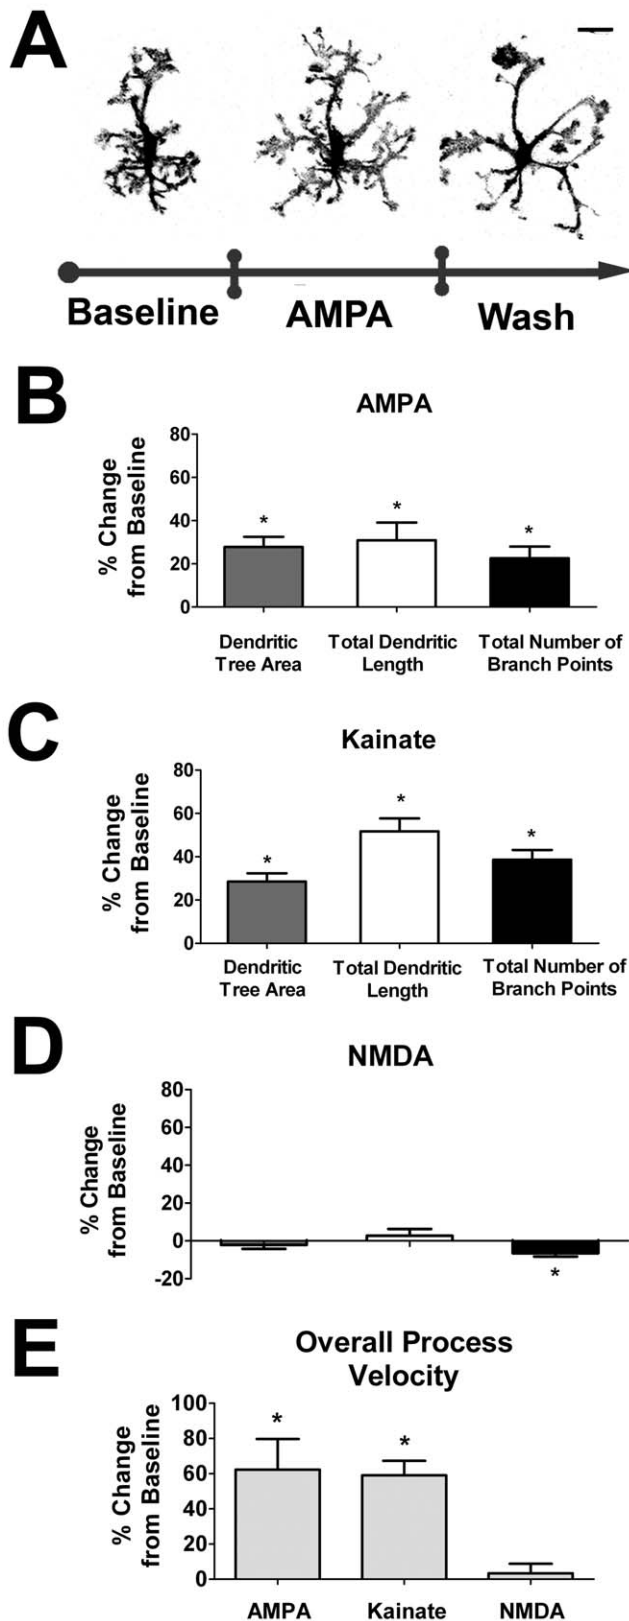 A
Baseline AMPA Wash
B
AMPA
% Change
from Baseline
80
60
40
20
0
*
*
*
Dendritic
Tree Area
Total Dendritic
Length
Total Number of
Branch Points
C
Kainate
% Change
from Baseline
80
60
40
20
0
*
*
*
Dendritic
Tree Area
Total Dendritic
Length
Total Number of
Branch Points
D
NMDA
% Change
from Baseline
80
60
40
20
0
-20
*
E
Overall Process
Velocity
% Change
from Baseline
100
80
60
40
20
0
*
*
AMPA Kainate NMDA